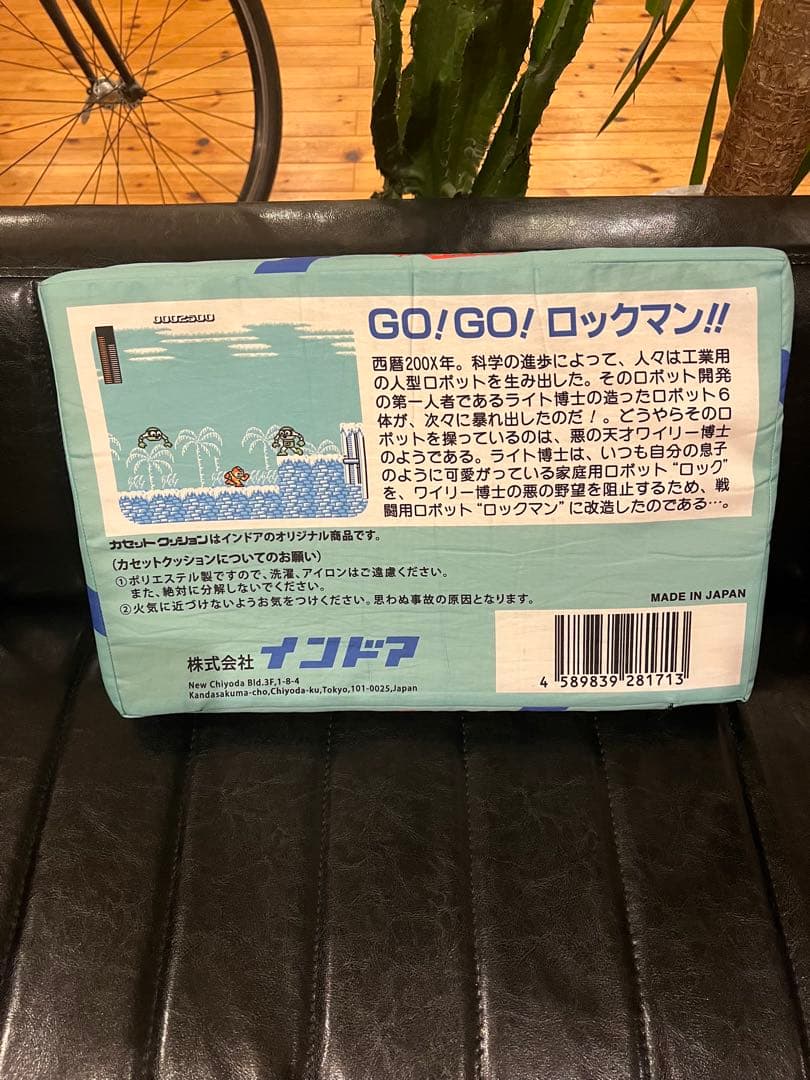 0002500
GO!GO!ロックマン!!
西暦200X年。科学の進歩によって、人々は工業用
の人型ロボットを生み出した。そのロボット開発
の第一人者であるライト博士の造ったロボット6
体が、次々に暴れ出したのだ!。どうやらそのロ
ボットを操っているのは、悪の天才ワイリー博士
のようである。ライト博士は、いつも自分の息子
のように可愛がっている家庭用ロボット“ロック”
を、ワイリー博士の悪の野望を阻止するため、戦
闘用ロボット“ロックマン”に改造したのである…。
カセットクッションはインドアのオリジナル商品です。
(カセットクッションについてのお願い)
①ポリエステル製ですので、洗濯、アイロンはご遠慮ください。
また、絶対に分解しないでください。
②火気に近づけないようお気をつけください。思わぬ事故の原因となります。
MADE IN JAPAN
株式会社インドア
New Chiyoda Bld.3F,1-8-4
Kandasakuma-cho,Chiyoda-ku,Tokyo,101-0025,Japan
4 589839 281713